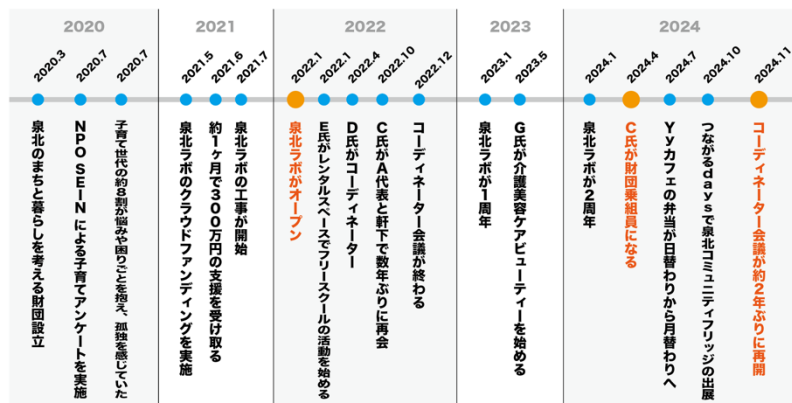 2020
2021
2022
2023
2024
2020.3
2020.7
2020.7
2021.5
2021.6
2021.7
2022.1
2022.1
2022.4
2022.10
2022.12
2023.1
2023.5
2024.1
2024.4
2024.7
2024.10
2024.11
泉北のまちと暮らしを考える財団設立
NPO SEIN による子育てアンケートを実施
子育て世代の約8割が悩みや困りごとを抱え、孤独を感じていた
泉北ラボのクラウドファンディングを実施
約1ヶ月で300万円の支援を受け取る
泉北ラボの工事が開始
泉北ラボがオープン
E氏がレンタルスペースでフリースクールの活動を始める
D氏がコーディネーター
C氏がA代表と軒下で数年ぶりに再会
コーディネーター会議が終わる
泉北ラボが1周年
G氏が介護美容ケアビューティーを始める
泉北ラボが2周年
C氏が財団乗組員になる
Yyカフェの弁当が日替わりから月替わりへ
つながるdaysで泉北コミュニティフリッジの出展
コーディネーター会議が約2年ぶりに再開